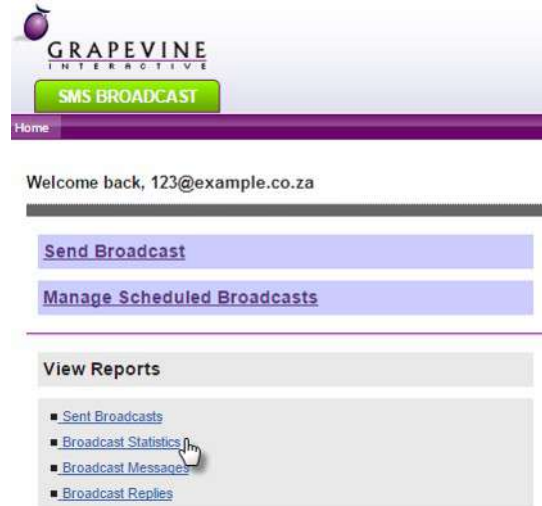 GRAPEVINE
INTERACTIVE
SMS BROADCAST
Home
Welcome back, 123@example.co.za
Send Broadcast
Manage Scheduled Broadcasts
View Reports
Sent Broadcasts
Broadcast Statistics
Broadcast Messages
Broadcast Replies